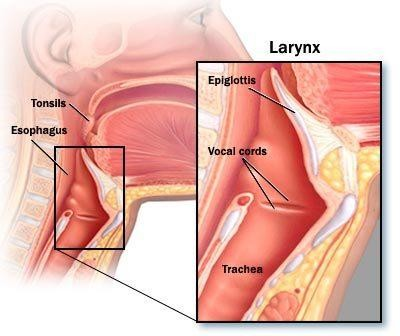 Larynx
Tonsils
Esophagus
Epiglottis
Vocal cords
Trachea